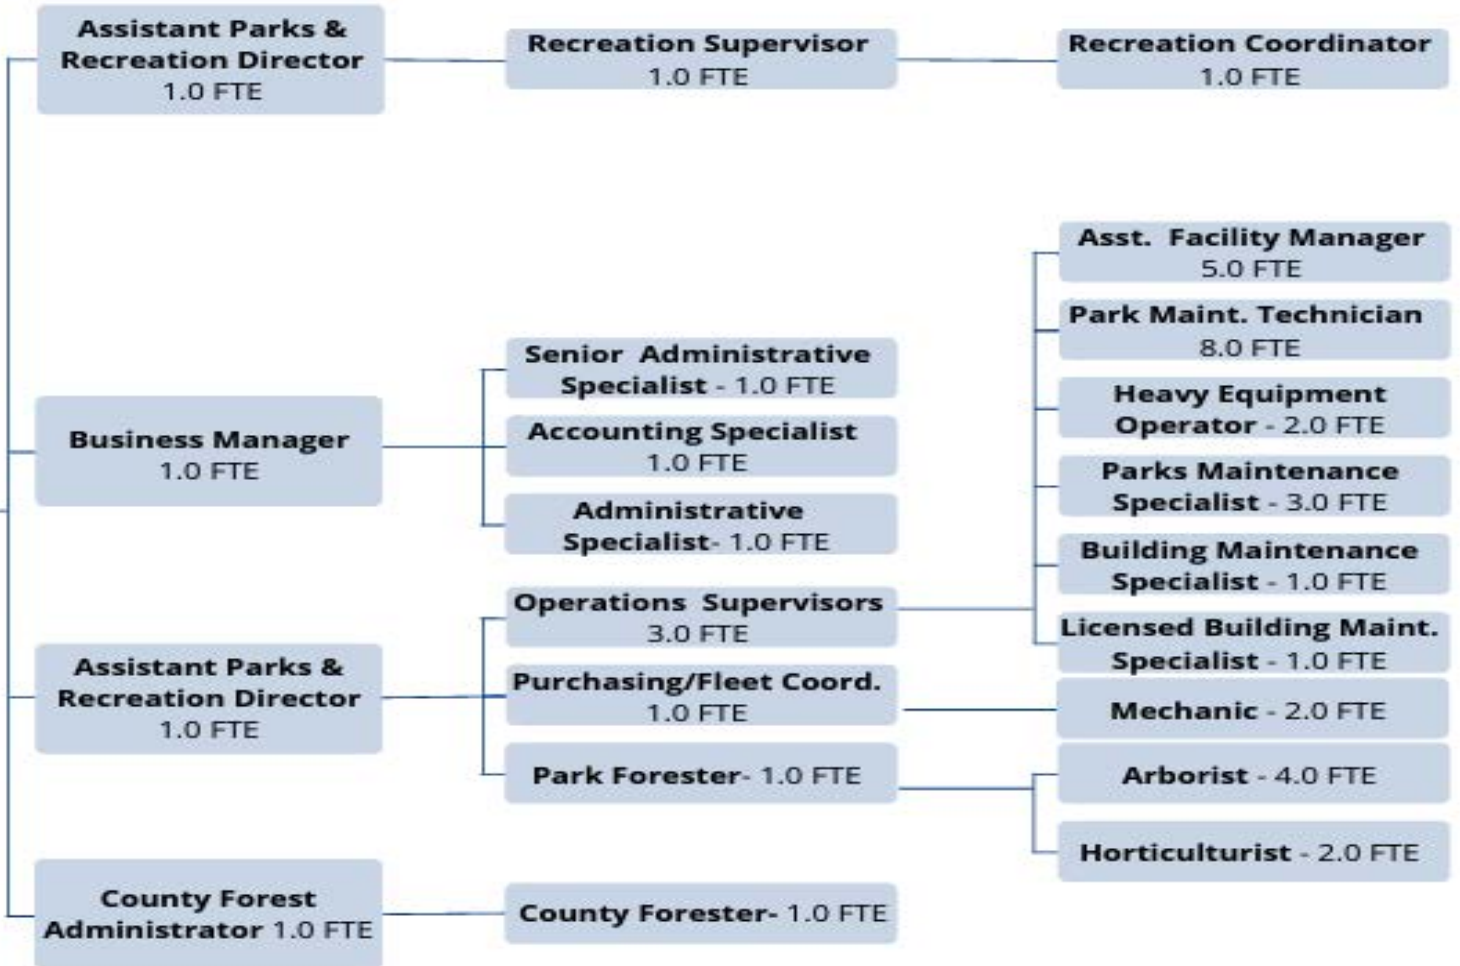 Assistant Parks &
Recreation Director
1.0 FTE
Recreation Supervisor
1.0 FTE
Recreation Coordinator
1.0 FTE
Business Manager
1.0 FTE
Senior Administrative
Specialist - 1.0 FTE
Accounting Specialist
1.0 FTE
Administrative
Specialist- 1.0 FTE
Assistant Parks &
Recreation Director
1.0 FTE
Operations Supervisors
3.0 FTE
Asst. Facility Manager
5.0 FTE
Park Maint. Technician
8.0 FTE
Heavy Equipment
Operator - 2.0 FTE
Parks Maintenance
Specialist - 3.0 FTE
Building Maintenance
Specialist - 1.0 FTE
Licensed Building Maint.
Specialist - 1.0 FTE
Purchasing/Fleet Coord.
1.0 FTE
Mechanic - 2.0 FTE
Park Forester- 1.0 FTE
Arborist - 4.0 FTE
Horticulturist - 2.0 FTE
County Forest
Administrator 1.0 FTE
County Forester- 1.0 FTE